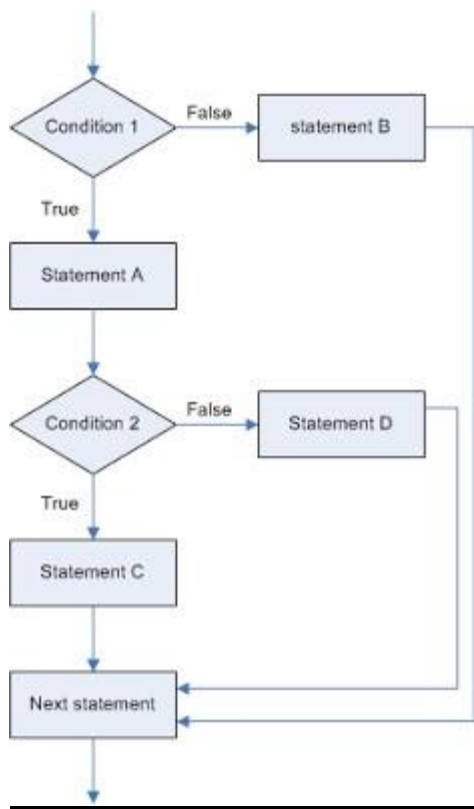 Condition 1
False
statement B
True
Statement A
Condition 2
False
Statement D
True
Statement C
Next statement